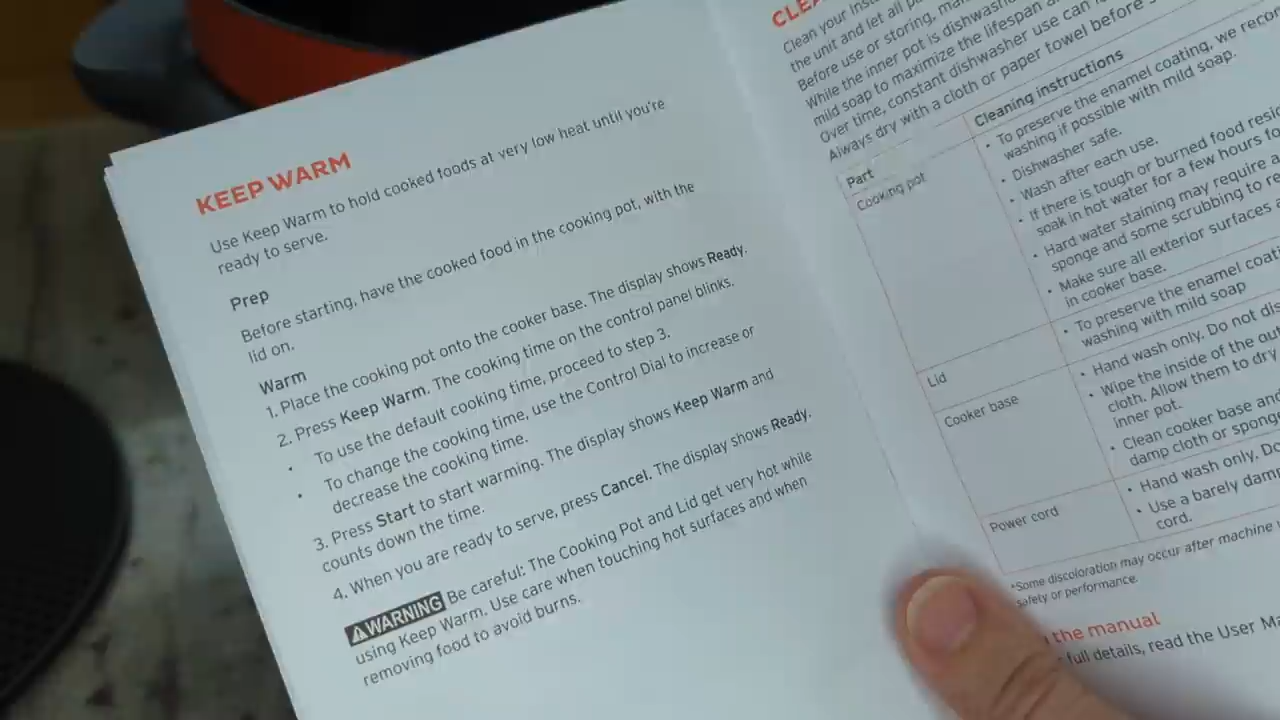 KEEP WARM
Use Keep Warm to hold cooked foods at very low heat until you're
ready to serve.
Prep
Before starting, have the cooked food in the cooking pot, with the
lid on.
Warm
1. Place the cooking pot onto the cooker base. The display shows Ready.
2. Press Keep Warm. The cooking time on the control panel blinks.
• To use the default cooking time, proceed to step 3.
• To change the cooking time, use the Control Dial to increase or
decrease the cooking time.
3. Press Start to start warming. The display shows Keep Warm and
counts down the time.
4. When you are ready to serve, press Cancel. The display shows Ready.
WARNING Be careful: The Cooking Pot and Lid get very hot while
using Keep Warm. Use care when touching hot surfaces and when
removing food to avoid burns.
Clean your
the unit and let all
Before use or storing,
While the inner pot is
mild soap to maximize the lifespan
Over time, constant dishwasher use can
Always dry with a cloth or paper towel before
Part
Cleaning instructions
Cooking pot
• To preserve the enamel coating, we
washing if possible with mild soap.
• Dishwasher safe.
• Wash after each use.
• If there is tough or burned food
soak in hot water for a few hours
• Hard water staining may require a
sponge and some scrubbing to
• Make sure all exterior surfaces
in cooker base.
Lid
• To preserve the enamel
washing with mild soap
Cooker base
• Hand wash only. Do not
• Wipe the inside of the
cloth. Allow them to dry
inner pot.
• Clean cooker base and
damp cloth or
Power cord
• Hand wash only. Do
• Use a barely damp
cord.
*Some discoloration may occur after machine
safety or performance.
the manual
full details, read the User